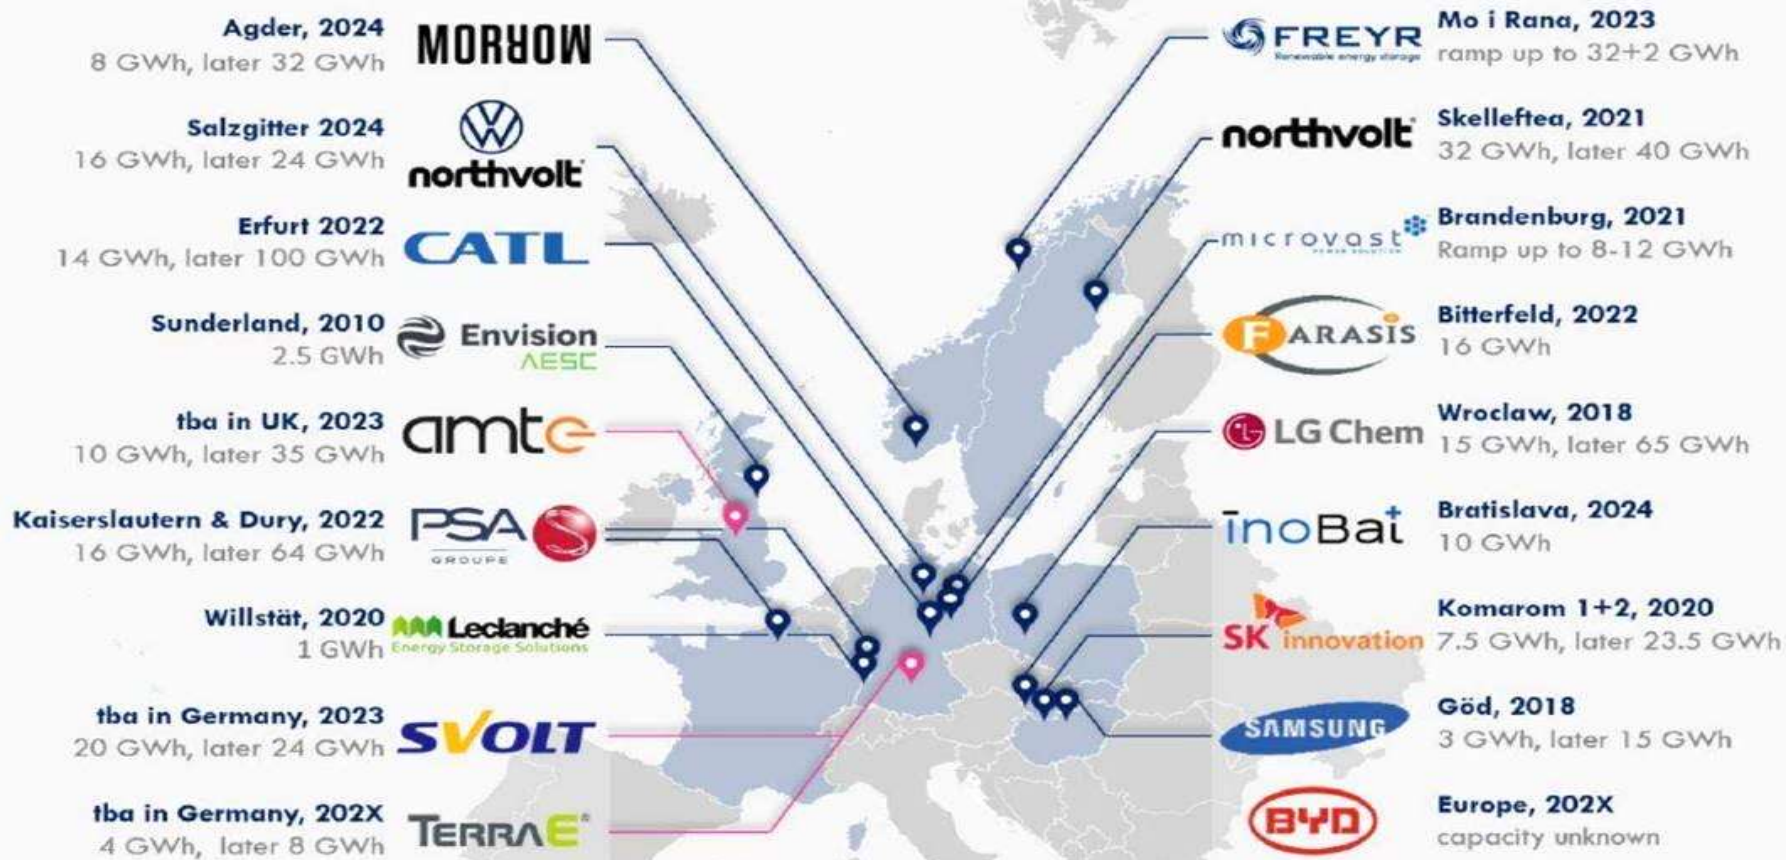 Agder, 2024
8 GWh, later 32 GWh
MORROW
Salzgitter 2024
16 GWh, later 24 GWh
northvolt
Erfurt 2022
14 GWh, later 100 GWh
CATL
Sunderland, 2010
2.5 GWh
Envision
AESC
tba in UK, 2023
10 GWh, later 35 GWh
amte
Kaiserslautern & Dury, 2022
16 GWh, later 64 GWh
PSA
GROUPE
Willstät, 2020
1 GWh
Leclanché
Energy Storage Solutions
tba in Germany, 2023
20 GWh, later 24 GWh
SVOLT
tba in Germany, 202X
4 GWh, later 8 GWh
TERRAE
FREYR
Renewable energy storage
Mo i Rana, 2023
ramp up to 32+2 GWh
northvolt
Skelleftea, 2021
32 GWh, later 40 GWh
microvast
POWER SOLUTION
Brandenburg, 2021
Ramp up to 8-12 GWh
FARASIS
Bitterfeld, 2022
16 GWh
LG Chem
Wroclaw, 2018
15 GWh, later 65 GWh
InoBat
Bratislava, 2024
10 GWh
SK innovation
Komarom 1+2, 2020
7.5 GWh, later 23.5 GWh
SAMSUNG
Göd, 2018
3 GWh, later 15 GWh
BYD
Europe, 202X
capacity unknown